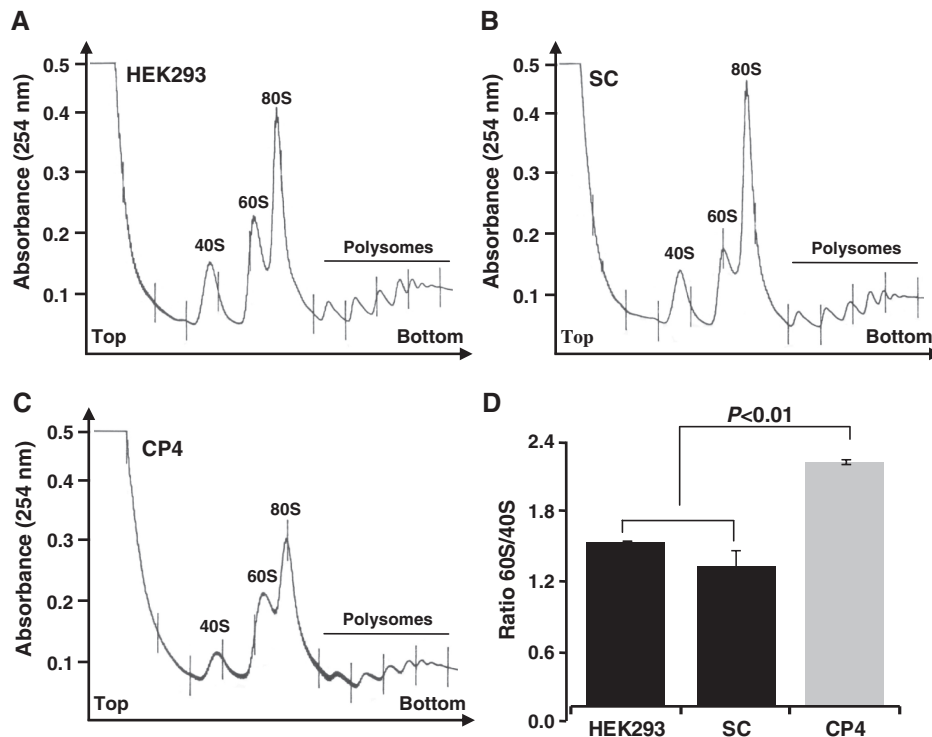 A
Absorbance (254 nm)
0.5
0.4
0.3
0.2
0.1
HEK293
40S
60S
80S
Polysomes
Top
Bottom
B
Absorbance (254 nm)
0.5
0.4
0.3
0.2
0.1
SC
40S
60S
80S
Polysomes
Top
Bottom
C
Absorbance (254 nm)
0.5
0.4
0.3
0.2
0.1
CP4
40S
60S
80S
Polysomes
Top
Bottom
D
P<0.01
Ratio 60S/40S
2.4
1.8
1.2
0.6
0.0
HEK293
SC
CP4